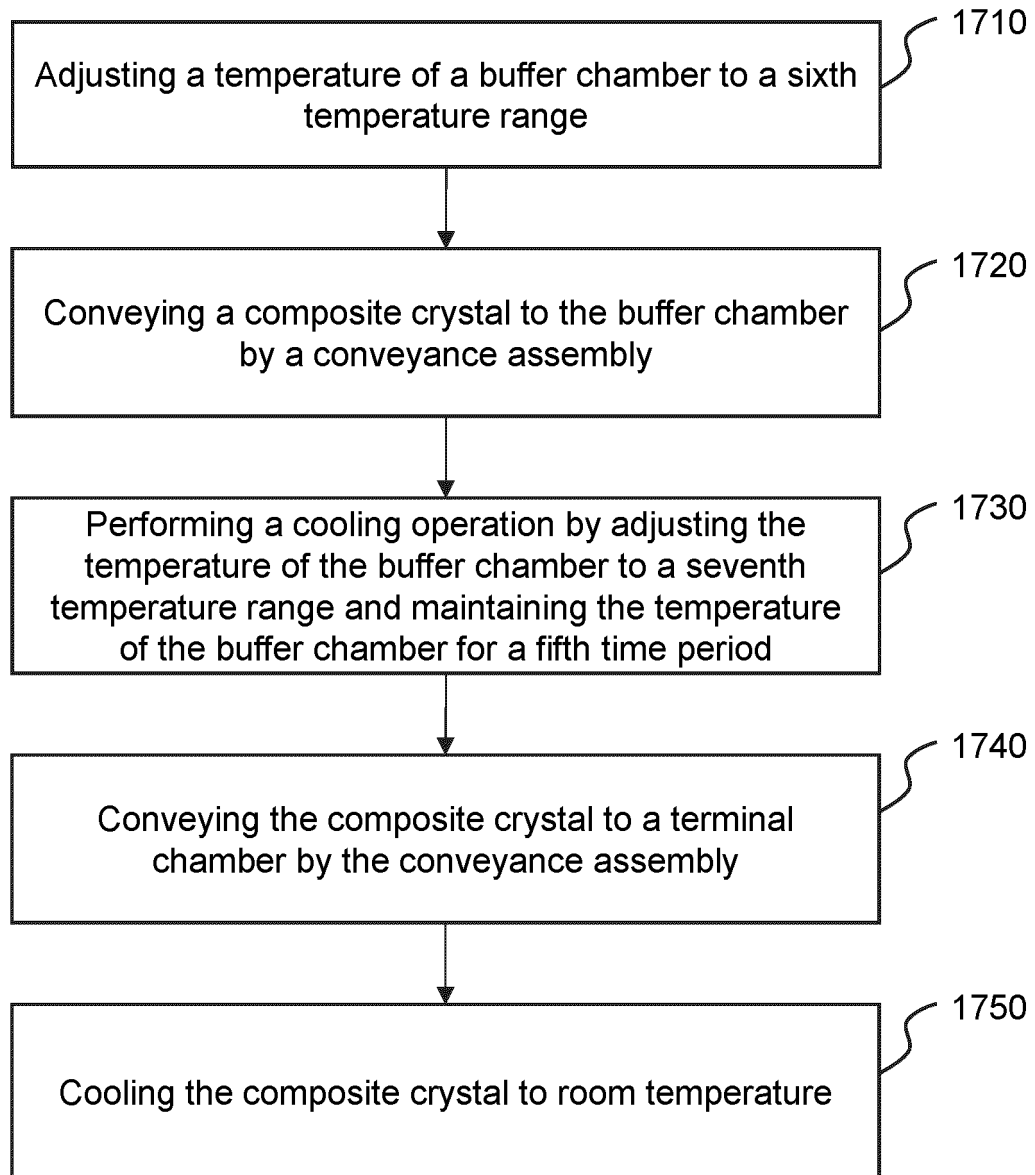 1710
Adjusting a temperature of a buffer chamber to a sixth
temperature range
1720
Conveying a composite crystal to the buffer chamber
by a conveyance assembly
1730
Performing a cooling operation by adjusting the
temperature of the buffer chamber to a seventh
temperature range and maintaining the temperature
of the buffer chamber for a fifth time period
1740
Conveying the composite crystal to a terminal
chamber by the conveyance assembly
1750
Cooling the composite crystal to room temperature